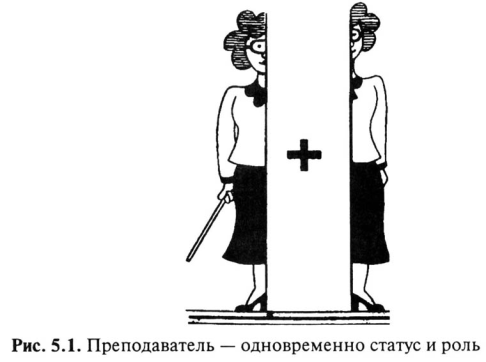 Рис. 5.1. Преподаватель — одновременно статус и роль